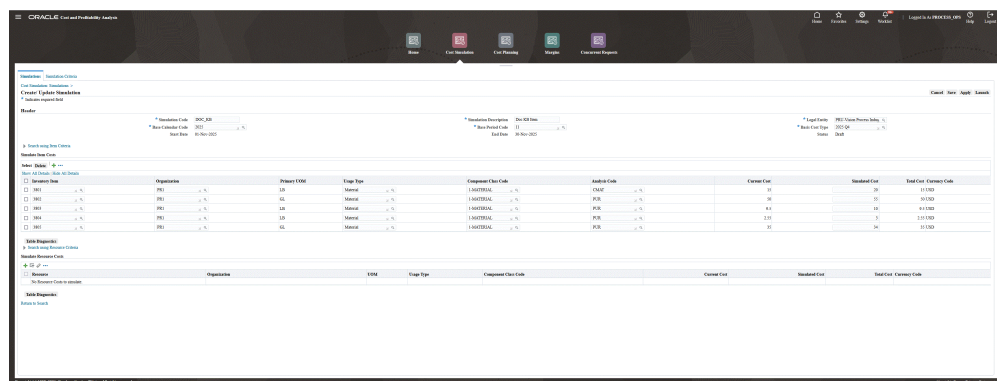 ORACLE Cost and Profitability Analysis
Home Favorites Settings Worklist Logged In As PROCESS_OPS Help Logout
Home Cost Simulation Cost Planning Margins Concurrent Requests
Simulations Simulation Criteria
Cost Simulation: Simulations >
Create/ Update Simulation
Cancel Save Apply Launch
* Indicates required field
Header
* Simulation Code DOC_KB
* Simulation Description Doc KB Item
* Legal Entity PR1: Vision Process Indus
* Base Calendar Code 2025
* Base Period Code 11
* Basis Cost Type 2025 Q4
Start Date 01-Nov-2025
End Date 30-Nov-2025
Status Draft
Search using Item Criteria
Simulate Item Costs
Select Delete
Show All Details Hide All Details
Inventory Item Organization Primary UOM Usage Type Component Class Code Analysis Code Current Cost Simulated Cost Total Cost Currency Code
3801 PR1 LB Material 1-MATERIAL CMAT 15 20 15 USD
3802 PR1 GL Material 1-MATERIAL PUR 50 55 50 USD
3803 PR1 LB Material 1-MATERIAL PUR 9.5 10 9.5 USD
3804 PR1 LB Material 1-MATERIAL PUR 2.55 5 2.55 USD
3805 PR1 GL Material 1-MATERIAL PUR 35 34 35 USD
Table Diagnostics
Search using Resource Criteria
Simulate Resource Costs
Resource Organization UOM Usage Type Component Class Code Current Cost Simulated Cost Total Cost Currency Code
No Resource Costs to simulate
Table Diagnostics
Return to Search